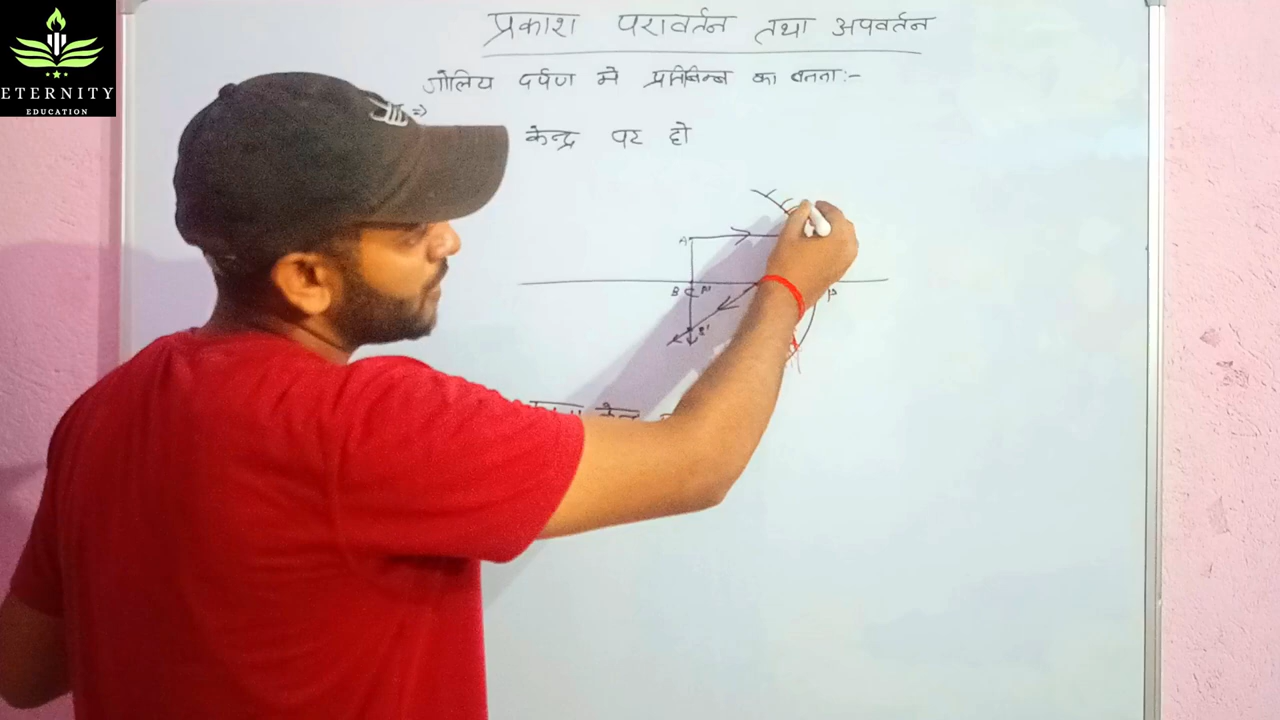 ETERNITY
EDUCATION
प्रकाश परावर्तन तथा अपवर्तन
गोलिय दर्पण मे प्रतिबिम्ब का बनना:-
⇒
केन्द्र पर हो
A
B C A'
P
B'
केन्द्र